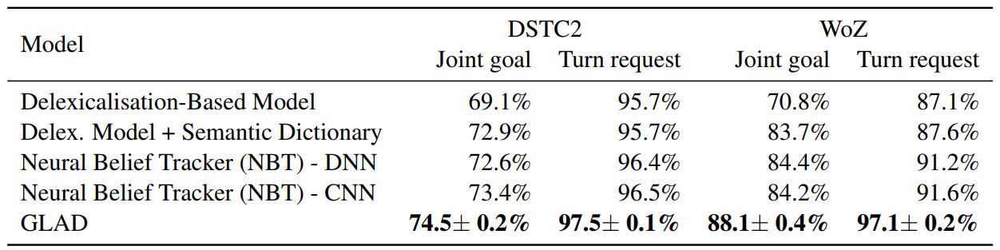 Model DSTC2 WoZ
Joint goal Turn request Joint goal Turn request
Delexicalisation-Based Model 69.1% 95.7% 70.8% 87.1%
Delex. Model + Semantic Dictionary 72.9% 95.7% 83.7% 87.6%
Neural Belief Tracker (NBT) - DNN 72.6% 96.4% 84.4% 91.2%
Neural Belief Tracker (NBT) - CNN 73.4% 96.5% 84.2% 91.6%
GLAD 74.5± 0.2% 97.5± 0.1% 88.1± 0.4% 97.1± 0.2%